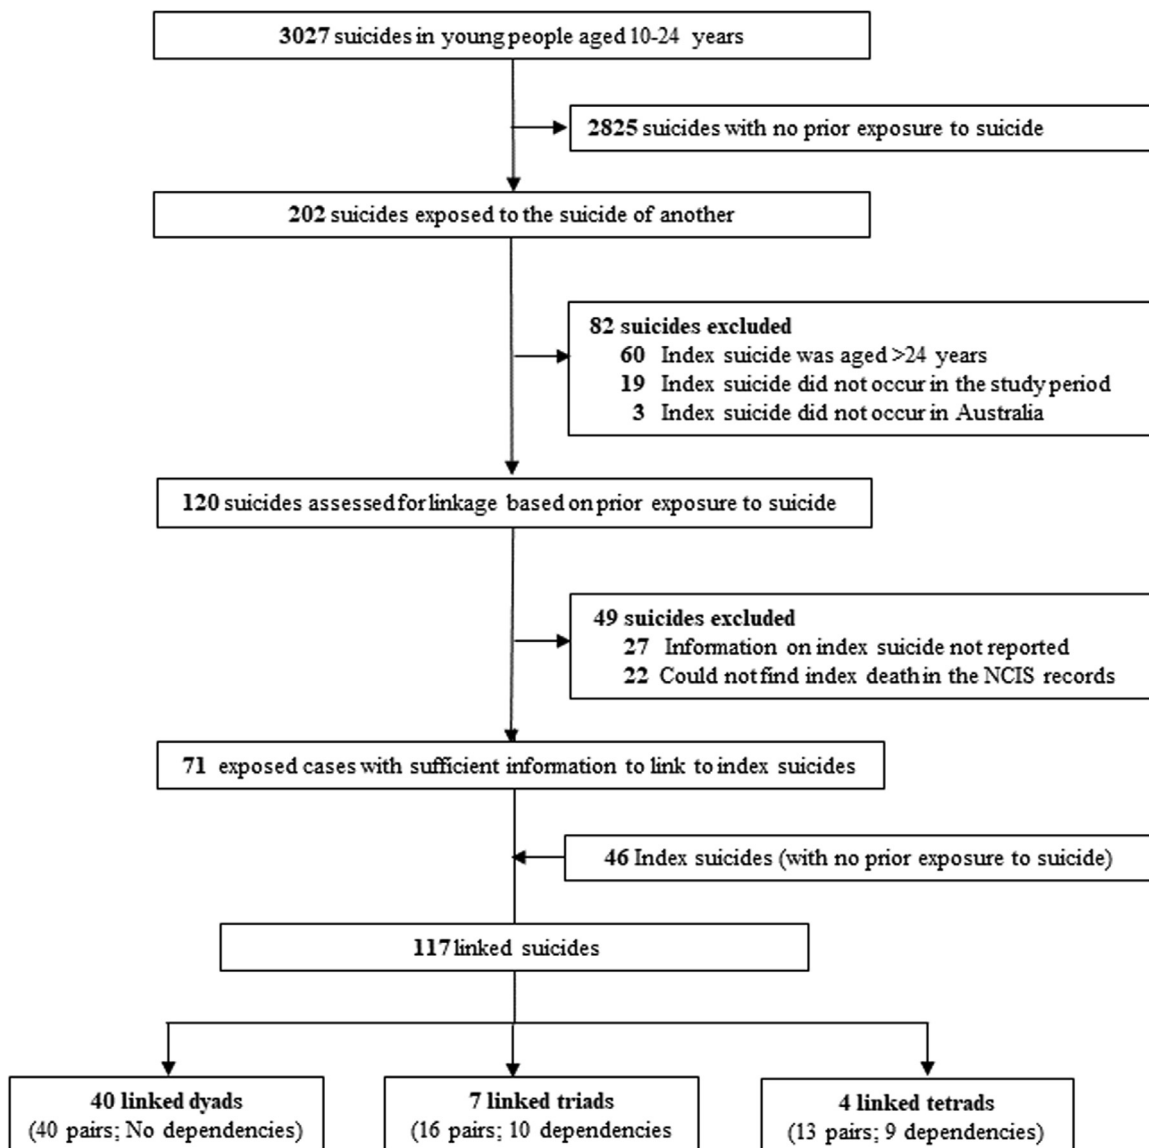 3027 suicides in young people aged 10-24 years
2825 suicides with no prior exposure to suicide
202 suicides exposed to the suicide of another
82 suicides excluded
60 Index suicide was aged >24 years
19 Index suicide did not occur in the study period
3 Index suicide did not occur in Australia
120 suicides assessed for linkage based on prior exposure to suicide
49 suicides excluded
27 Information on index suicide not reported
22 Could not find index death in the NCIS records
71 exposed cases with sufficient information to link to index suicides
46 Index suicides (with no prior exposure to suicide)
117 linked suicides
40 linked dyads
(40 pairs; No dependencies)
7 linked triads
(16 pairs; 10 dependencies
4 linked tetrads
(13 pairs; 9 dependencies)